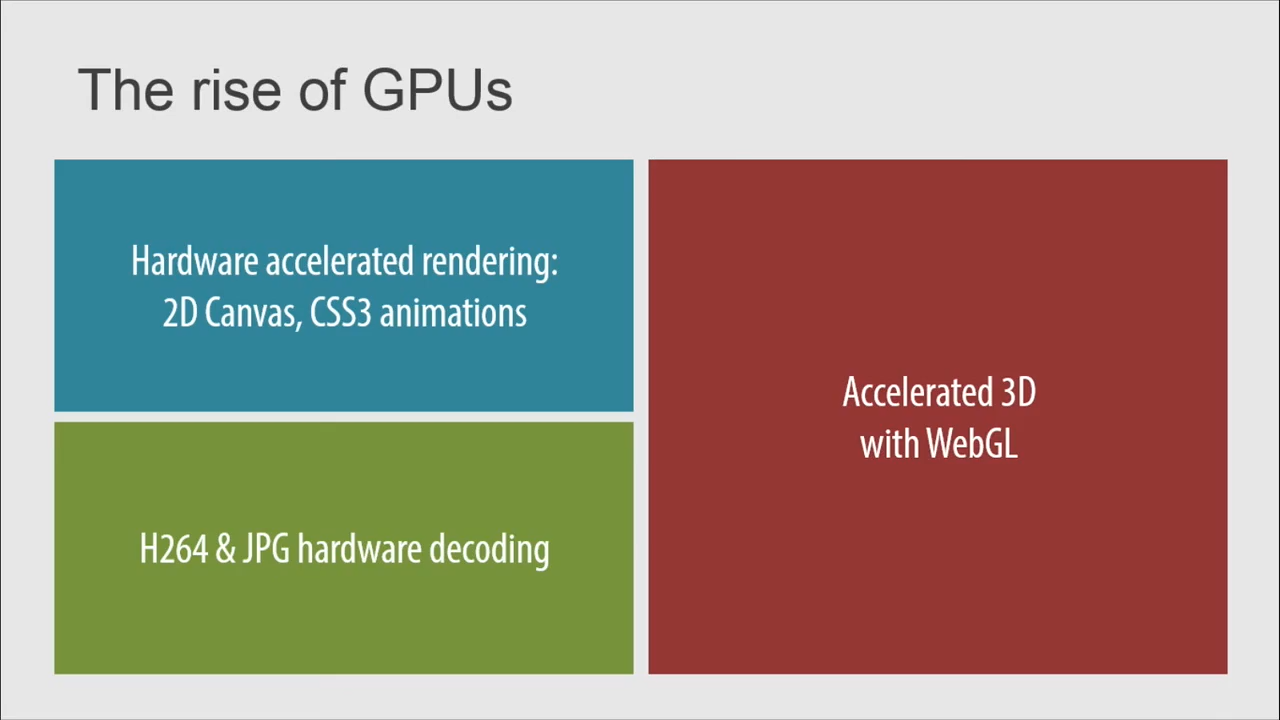 The rise of GPUs
Hardware accelerated rendering:
2D Canvas, CSS3 animations
H264 & JPG hardware decoding
Accelerated 3D
with WebGL